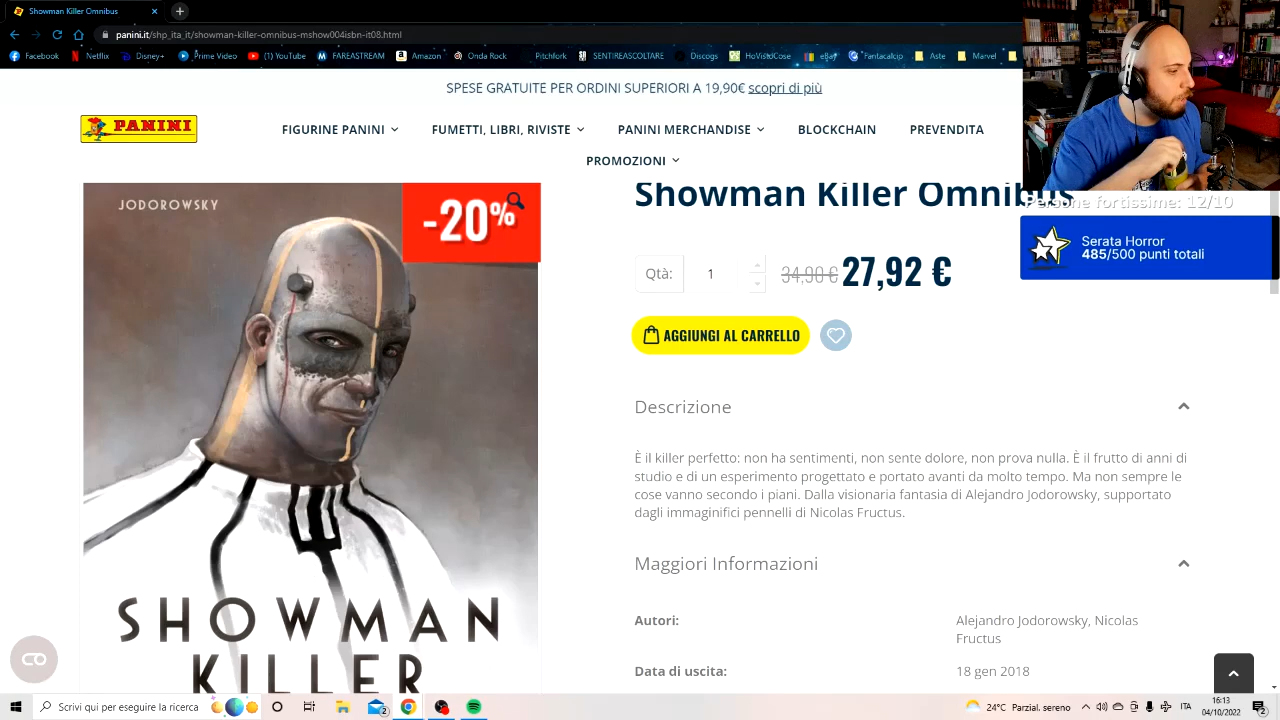 Showman Killer Omnibus
panini.it/shp_ita_it/showman-killer-omnibus-mshow004isbn-it08.html
Facebook Netflix Disney+ Prime Video (1) YouTube FAREASTREAM Amazon Onda Rock Pitchfork SENTIREASCOLTARE Discogs HoVistoCose eBay Fantacalcio Aste Marvel
SPESE GRATUITE PER ORDINI SUPERIORI A 19,90€ scopri di più
PANINI
FIGURINE PANINI FUMETTI, LIBRI, RIVISTE PANINI MERCHANDISE BLOCKCHAIN PREVENDITA
PROMOZIONI
Showman Killer Omnibus
Persone fortissime: 12/10
Serata Horror
485/500 punti totali
JODOROWSKY
-20%
Qtà: 1 34,90 € 27,92 €
AGGIUNGI AL CARRELLO
Descrizione
È il killer perfetto: non ha sentimenti, non sente dolore, non prova nulla. È il frutto di anni di
studio e di un esperimento progettato e portato avanti da molto tempo. Ma non sempre le
cose vanno secondo i piani. Dalla visionaria fantasia di Alejandro Jodorowsky, supportato
dagli immaginifici pennelli di Nicolas Fructus.
Maggiori Informazioni
SHOWMAN
KILLER
Autori: Alejandro Jodorowsky, Nicolas
Fructus
Data di uscita: 18 gen 2018
Scrivi qui per eseguire la ricerca
2
24°C Parzial. sereno
ITA
16:13
04/10/2022
2